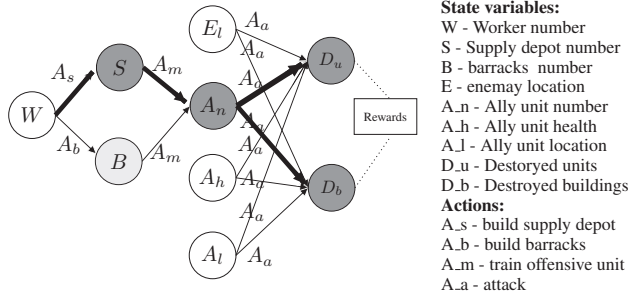 E_l
A_a
A_a
D_u
A_s
S
A_m
A_a
A_n
W
Rewards
A_a
A_b
B
A_m
A_a
A_h
A_a
D_b
A_a
A_l
A_a
State variables:
W - Worker number
S - Supply depot number
B - barracks number
E - enemay location
A_n - Ally unit number
A_h - Ally unit health
A_l - Ally unit location
D_u - Destoryed units
D_b - Destroyed buildings
Actions:
A_s - build supply depot
A_b - build barracks
A_m - train offensive unit
A_a - attack